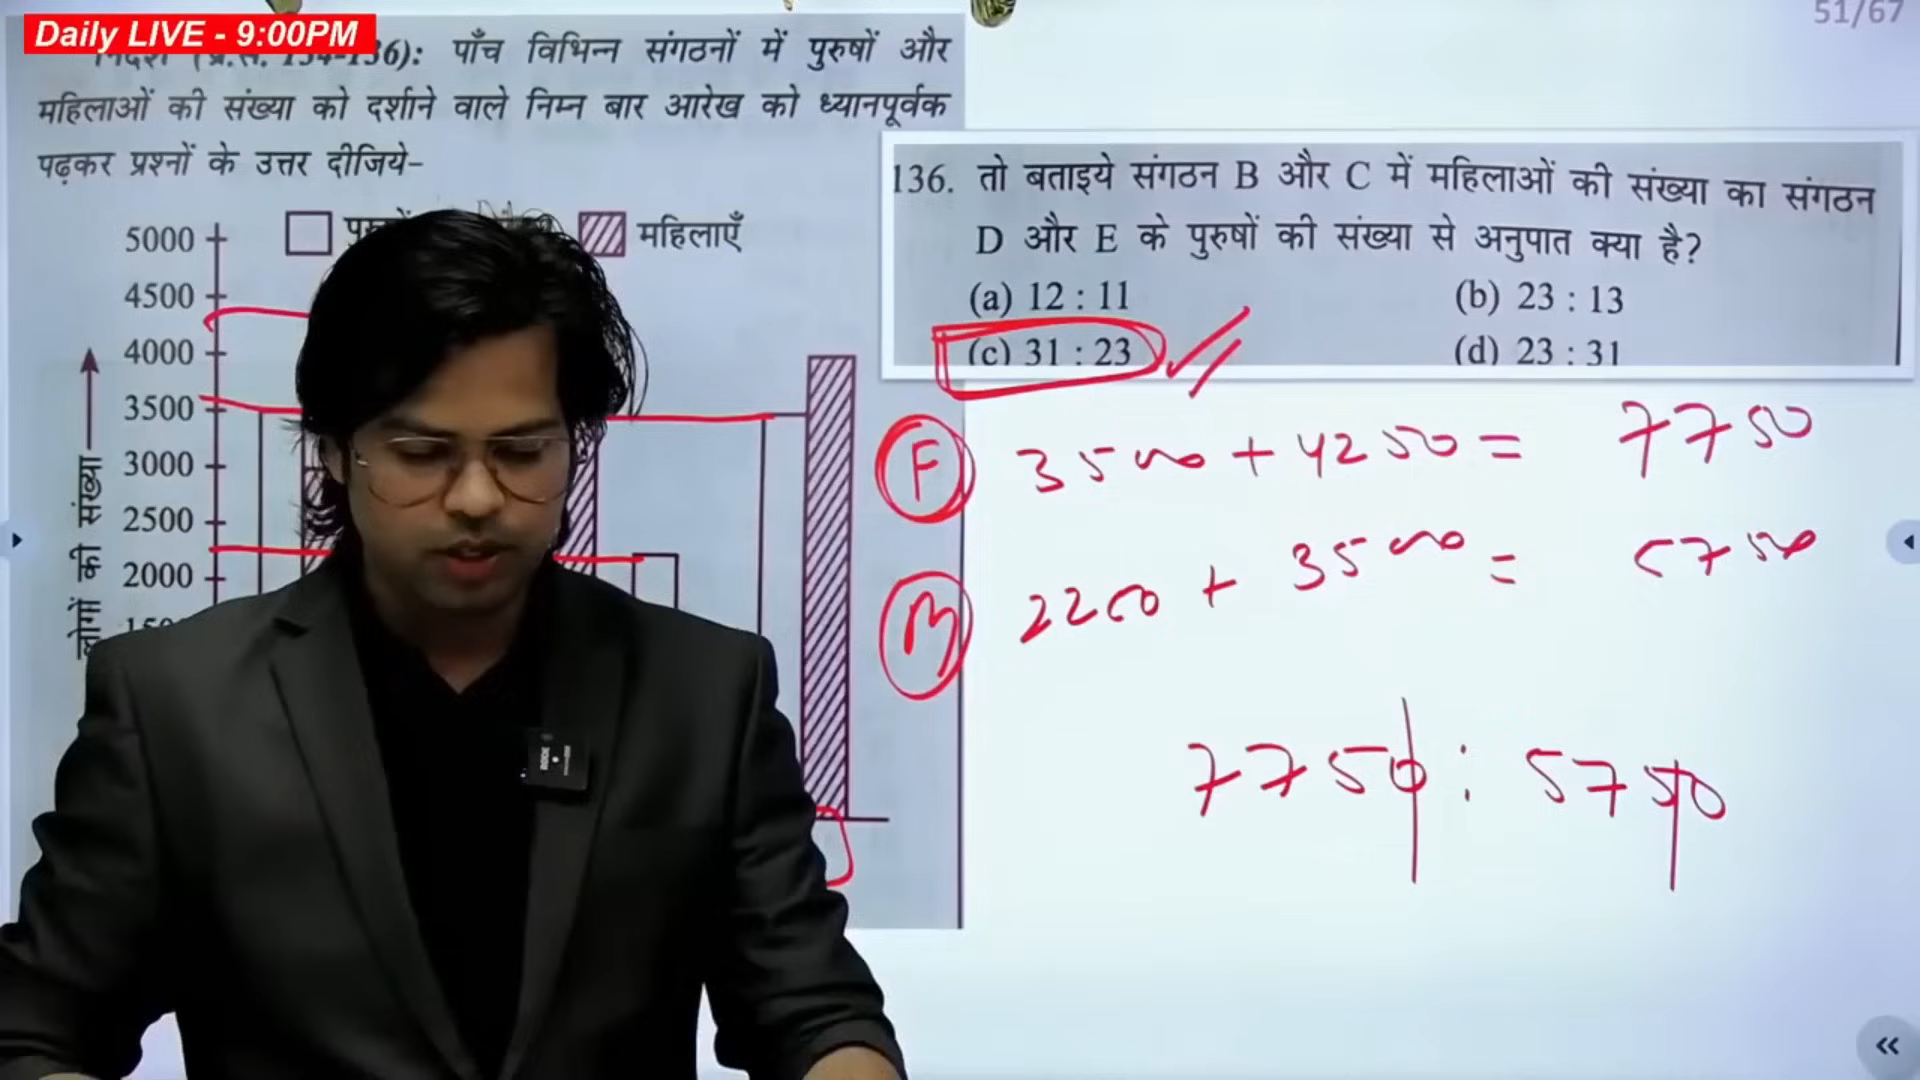 Daily LIVE - 9:00PM
51/67
पाँच विभिन्न संगठनों में पुरुषों और
महिलाओं की संख्या को दर्शाने वाले निम्न बार आरेख को ध्यानपूर्वक
पढ़कर प्रश्नों के उत्तर दीजिये–
महिलाएँ
5000
4500
4000
3500
3000
2500
2000
लोगों की संख्या
136. तो बताइये संगठन B और C में महिलाओं की संख्या का संगठन
D और E के पुरुषों की संख्या से अनुपात क्या है?
(a) 12 : 11
(b) 23 : 13
(c) 31 : 23
(d) 23 : 31
F 3500 + 4250 = 7750
M 2250 + 3500 = 5750
7750 : 5750
RODE